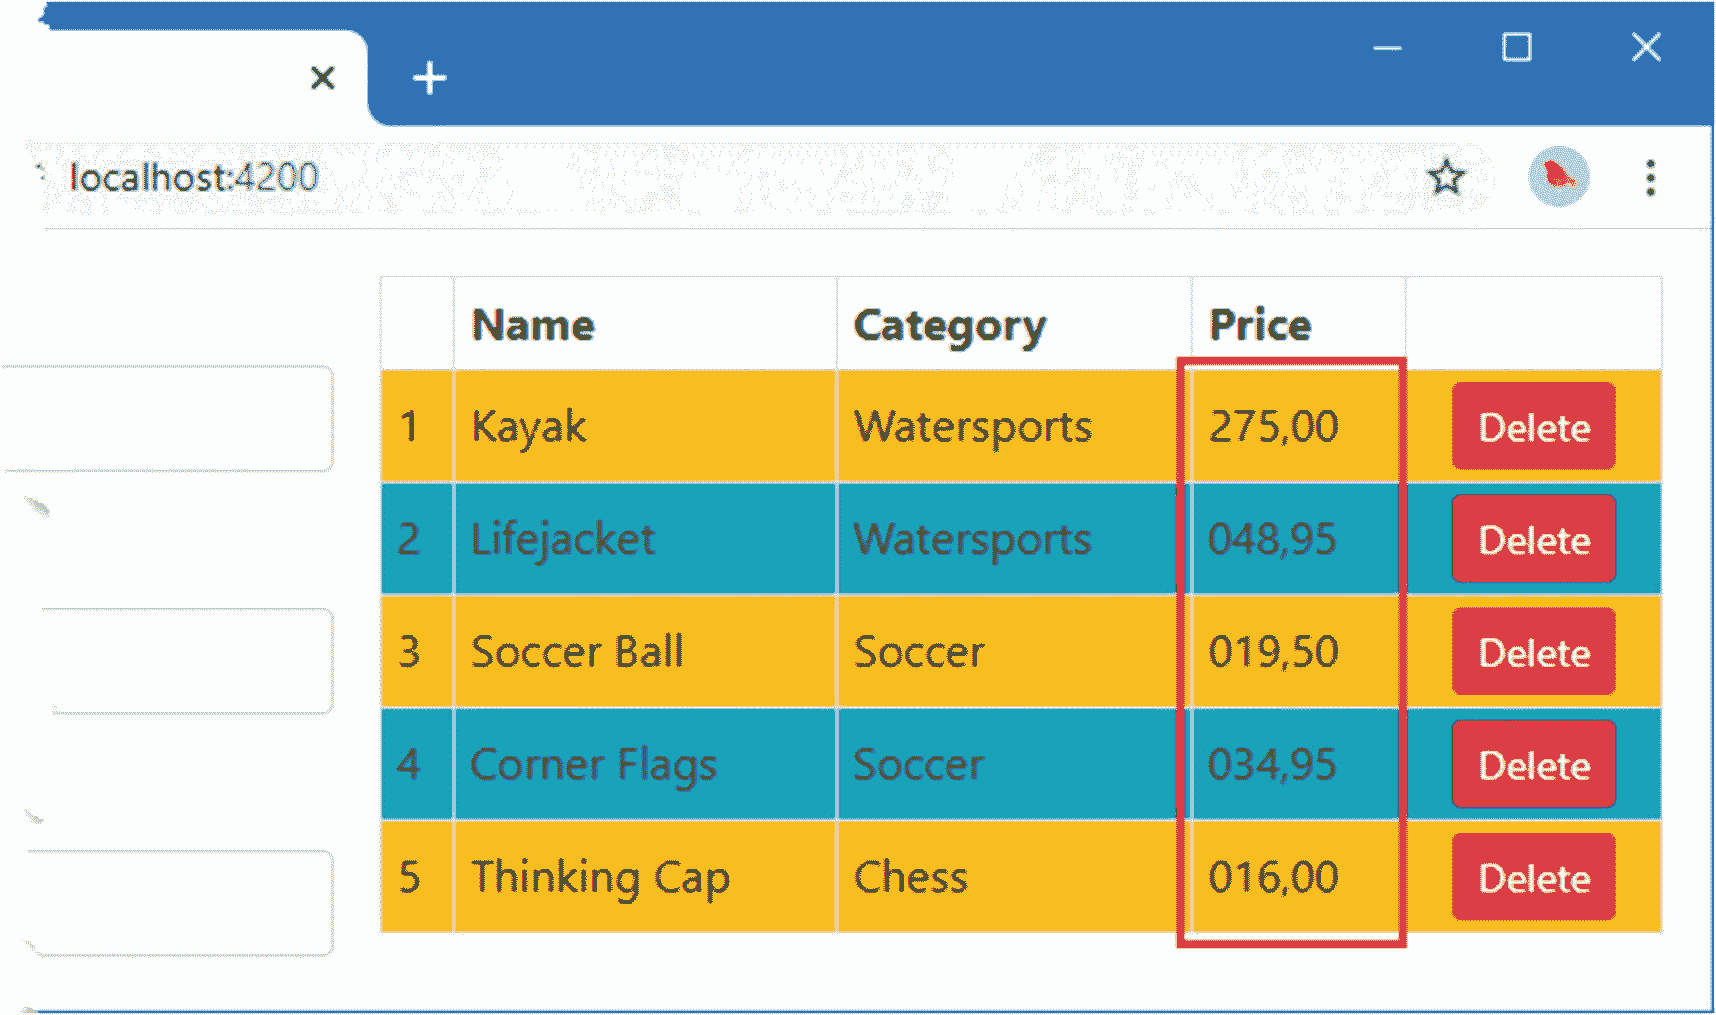 localhost:4200
Name Category Price
1 Kayak Watersports 275,00 Delete
2 Lifejacket Watersports 048,95 Delete
3 Soccer Ball Soccer 019,50 Delete
4 Corner Flags Soccer 034,95 Delete
5 Thinking Cap Chess 016,00 Delete